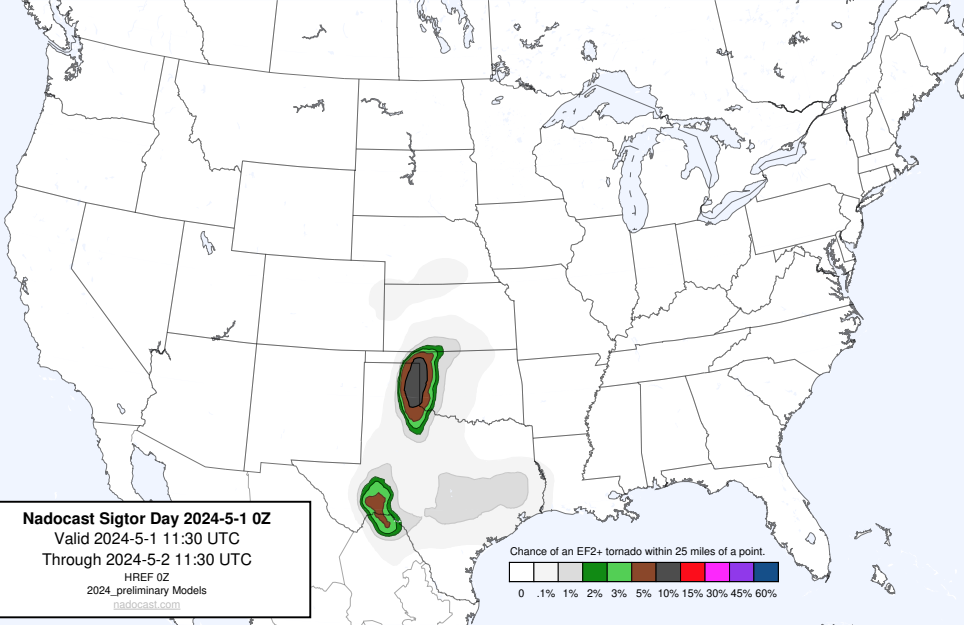 Nadocast Sigtor Day 2024-5-1 0Z
Valid 2024-5-1 11:30 UTC
Through 2024-5-2 11:30 UTC
HREF 0Z
2024_preliminary Models
nadocast.com
Chance of an EF2+ tornado within 25 miles of a point.
0 .1% 1% 2% 3% 5% 10% 15% 30% 45% 60%